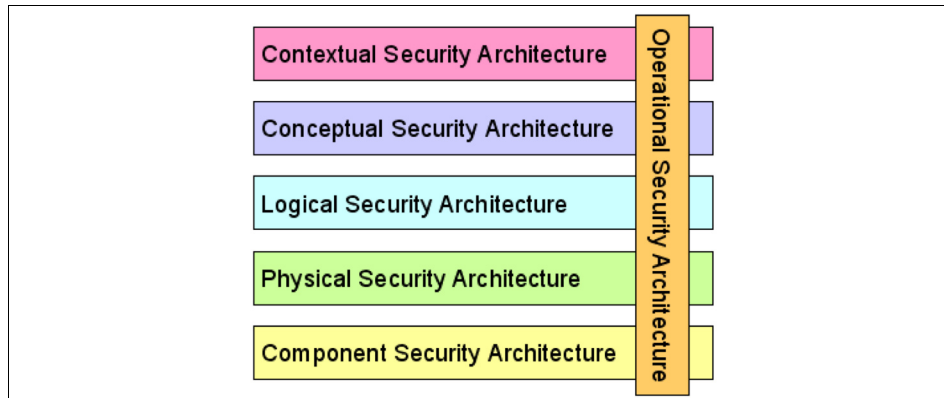 Contextual Security Architecture
Conceptual Security Architecture
Logical Security Architecture
Physical Security Architecture
Component Security Architecture
Operational Security Architecture